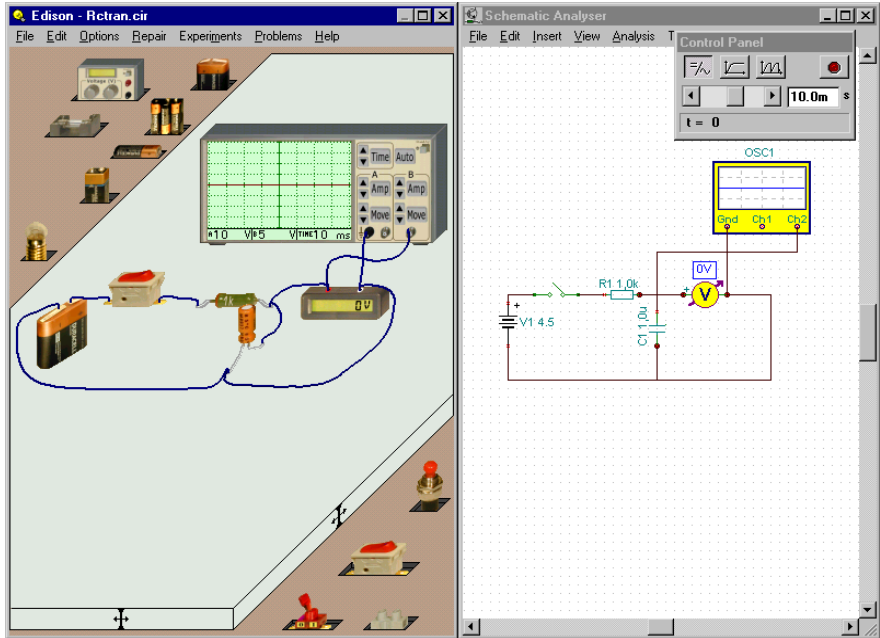 Edison - Rctran.cir
File Edit Options Repair Experiments Problems Help
Voltage (V)
Time Auto
A B
Amp Amp
Move Move
A 10 V B 5 V TIME 10 ms
1k
0V
Schematic Analyser
File Edit Insert View Analysis T
Control Panel
10.0m s
t = 0
OSC1
Gnd Ch1 Ch2
0V
R1 1,0k
+ V
V1 4.5
C1 1,0u